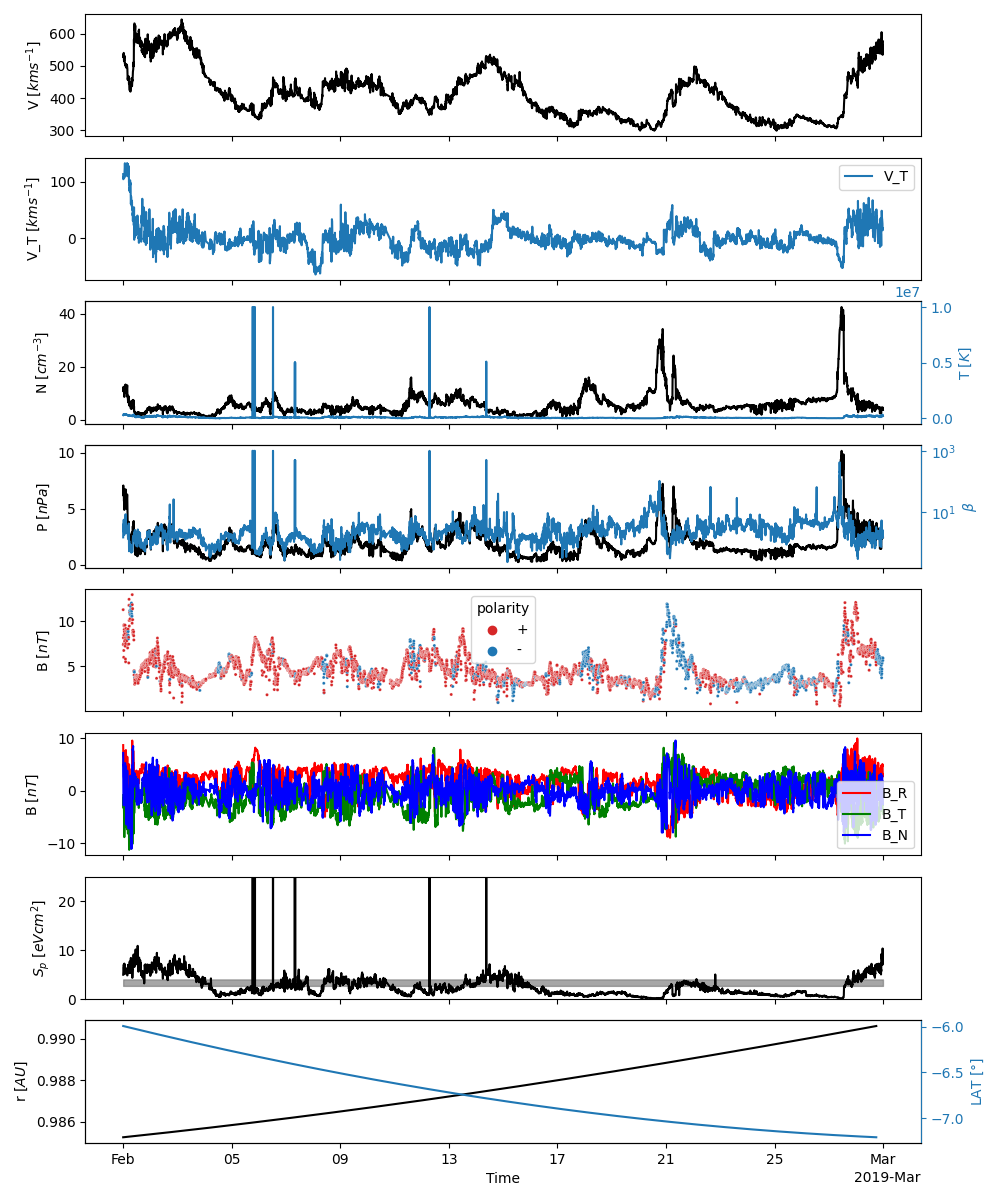 600
500
400
300
V [kms⁻¹]
100
0
V_T [kms⁻¹]
V_T
1e7
40
20
0
N [cm⁻³]
1.0
0.5
0.0
T [K]
10
5
0
P [nPa]
10³
10¹
β
10
5
B [nT]
polarity
+
-
10
0
−10
B [nT]
B_R
B_T
B_N
20
10
0
Sₚ [eVcm²]
0.990
0.988
0.986
r [AU]
−6.0
−6.5
−7.0
LAT [°]
Feb
05
09
13
17
21
25
Mar
Time
2019-Mar